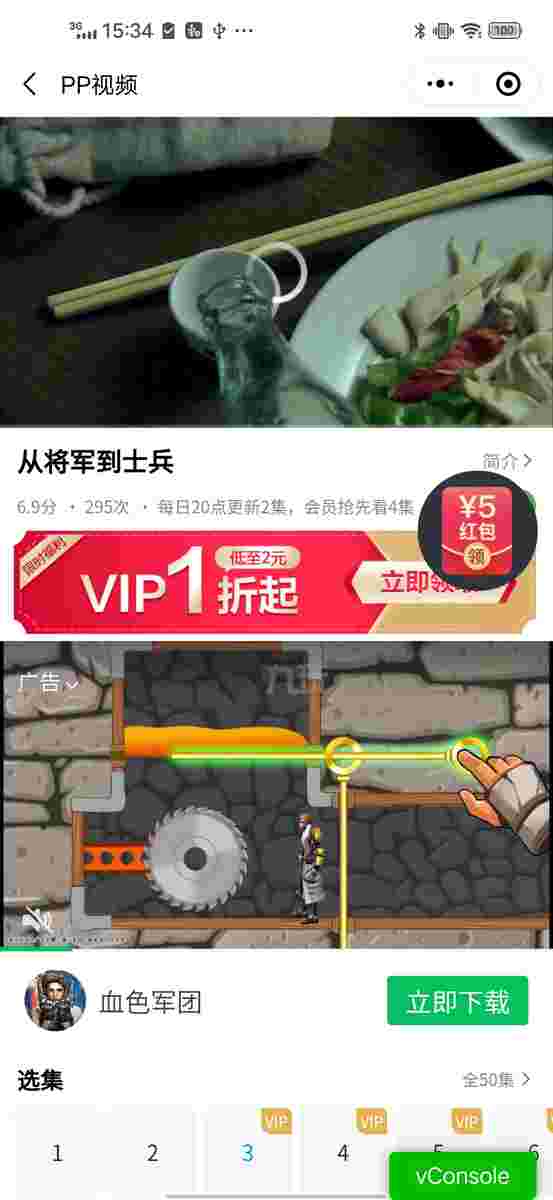 3G 15:34 100
PP视频
从将军到士兵
简介
6.9分 · 295次 · 每日20点更新2集，会员抢先看4集
¥5
红包
领
限时福利
VIP1折起
低至2元
立即领
广告
血色军团
立即下载
选集
全50集
VIP
VIP
VIP
1
2
3
4
5
6
vConsole